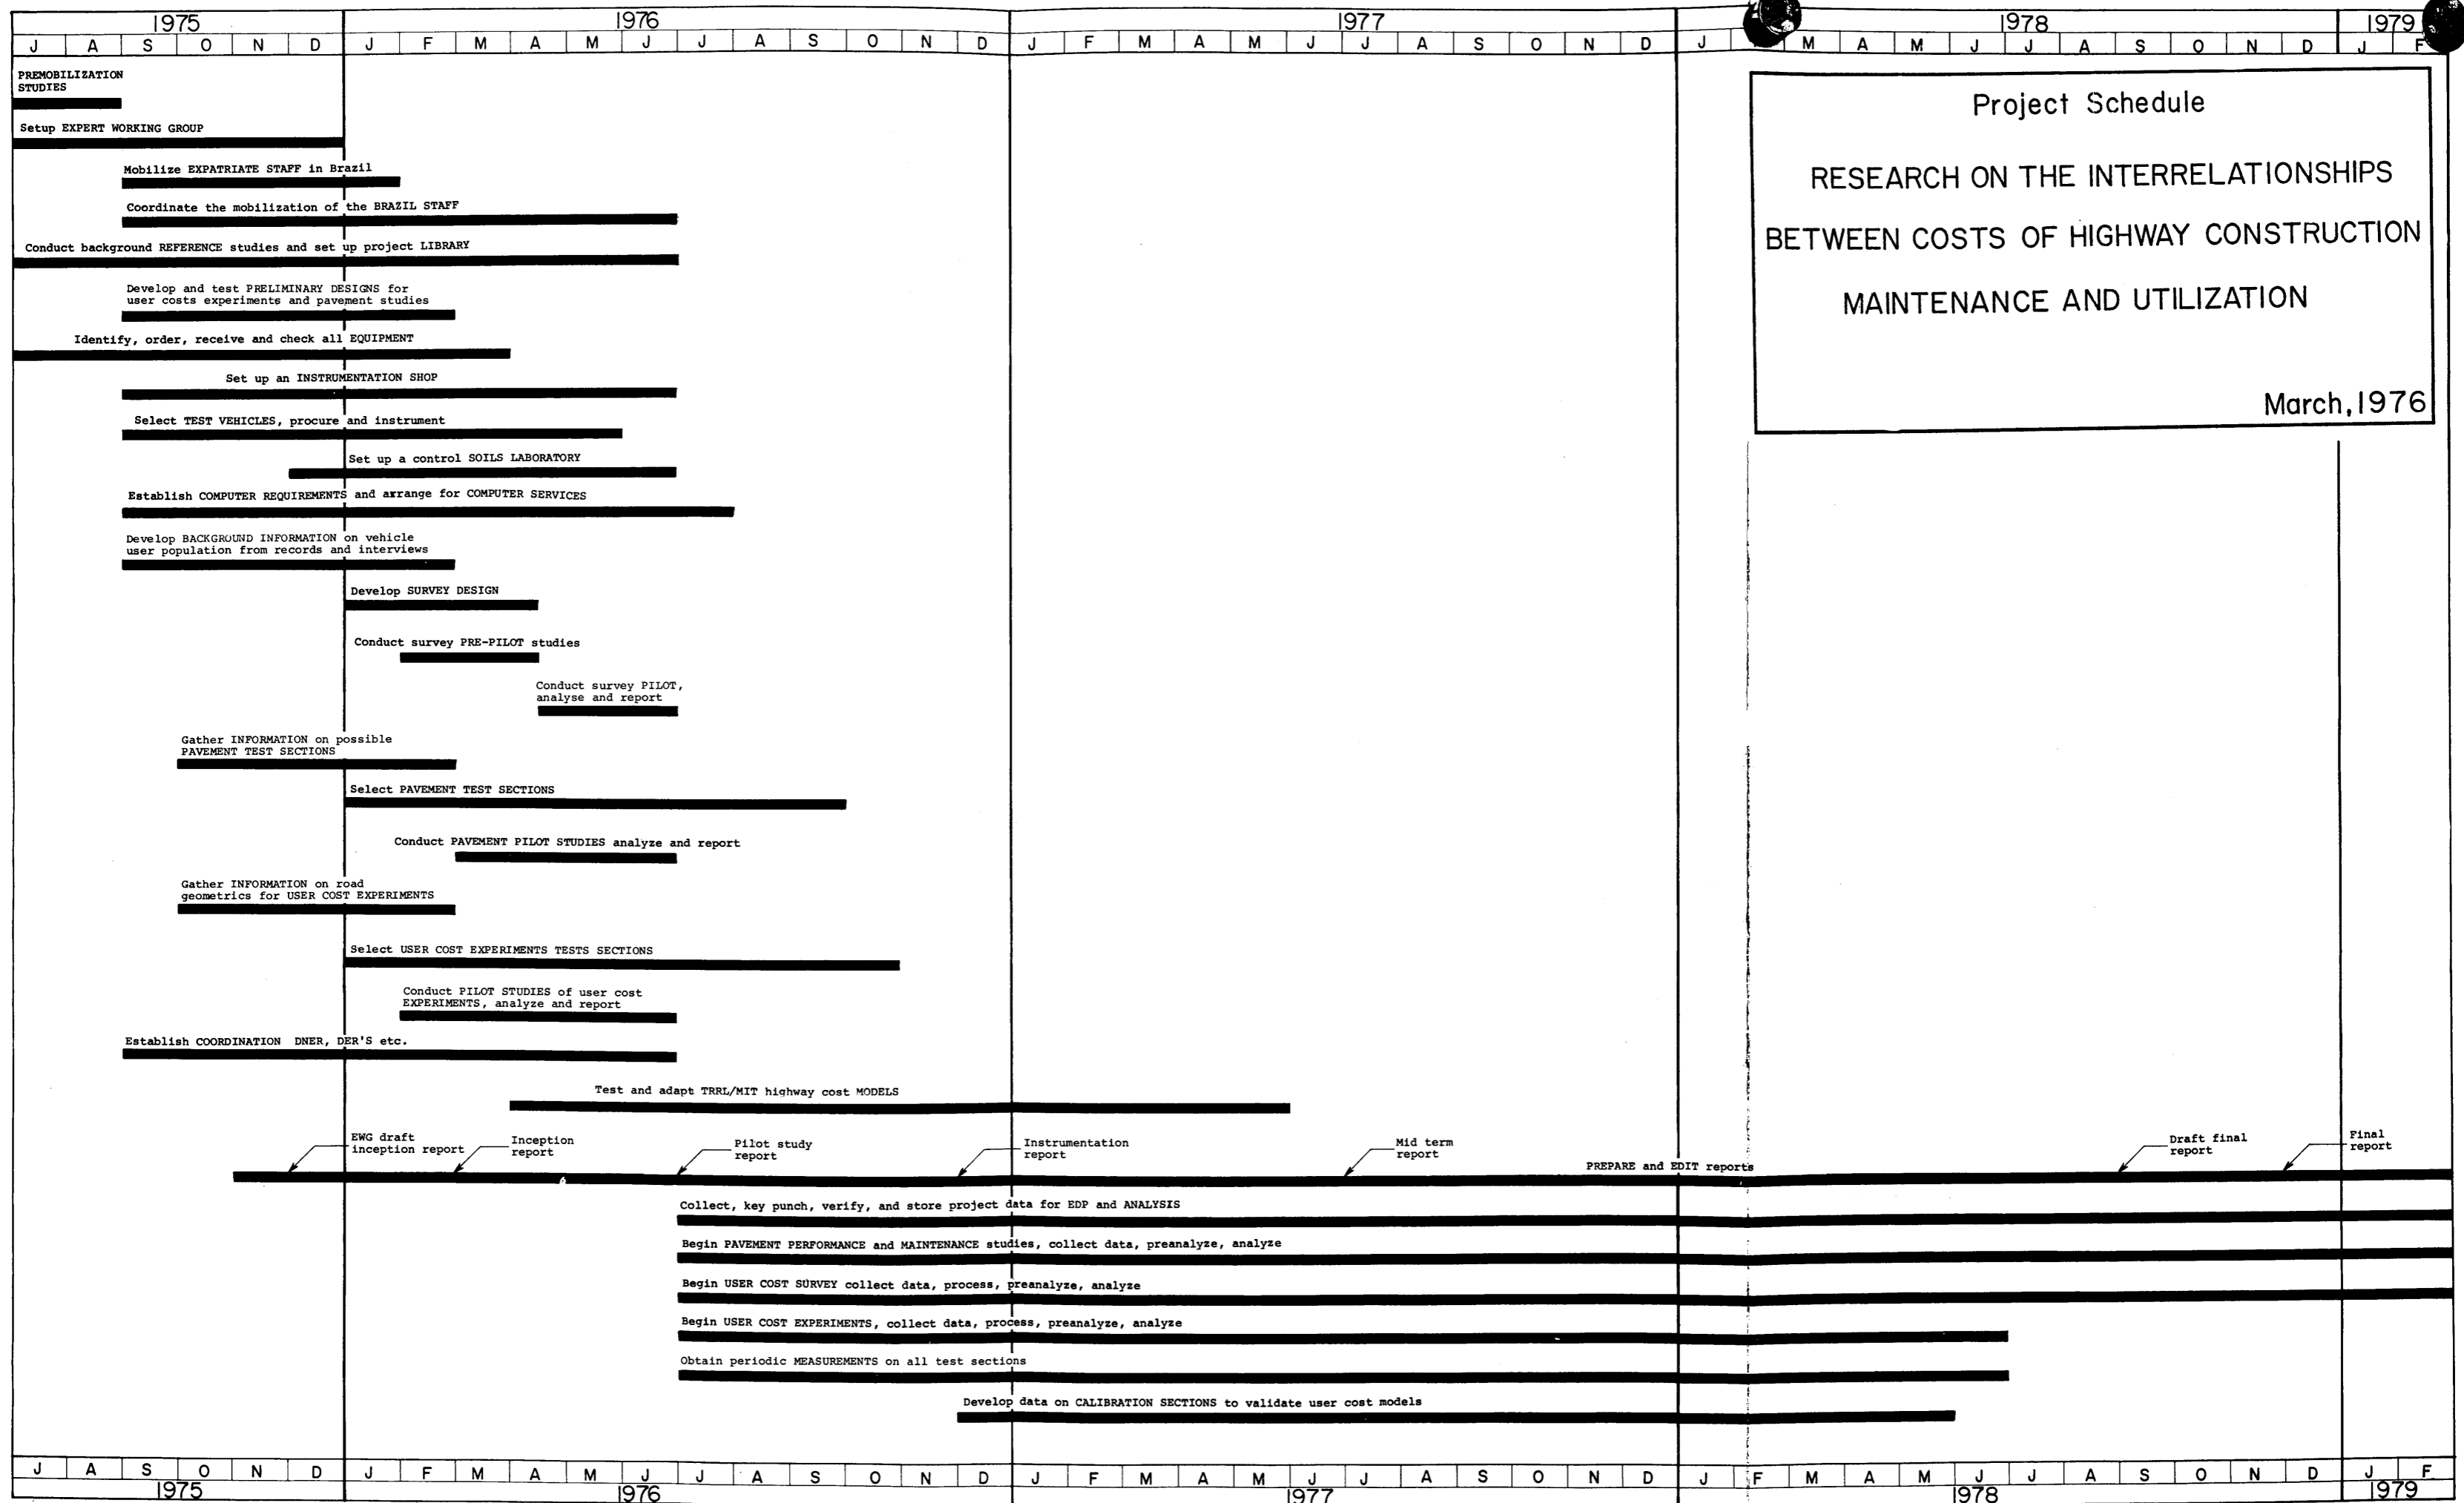 1975 1976 1977 1978 1979
J A S O N D J F M A M J J A S O N D J F M A M J J A S O N D J M A M J J A S O N D J F
PREMOBILIZATION
STUDIES
Setup EXPERT WORKING GROUP
Mobilize EXPATRIATE STAFF in Brazil
Coordinate the mobilization of the BRAZIL STAFF
Conduct background REFERENCE studies and set up project LIBRARY
Develop and test PRELIMINARY DESIGNS for
user costs experiments and pavement studies
Identify, order, receive and check all EQUIPMENT
Set up an INSTRUMENTATION SHOP
Select TEST VEHICLES, procure and instrument
Set up a control SOILS LABORATORY
Establish COMPUTER REQUIREMENTS and arrange for COMPUTER SERVICES
Develop BACKGROUND INFORMATION on vehicle
user population from records and interviews
Develop SURVEY DESIGN
Conduct survey PRE-PILOT studies
Conduct survey PILOT,
analyse and report
Gather INFORMATION on possible
PAVEMENT TEST SECTIONS
Select PAVEMENT TEST SECTIONS
Conduct PAVEMENT PILOT STUDIES analyze and report
Gather INFORMATION on road
geometrics for USER COST EXPERIMENTS
Select USER COST EXPERIMENTS TESTS SECTIONS
Conduct PILOT STUDIES of user cost
EXPERIMENTS, analyze and report
Establish COORDINATION DNER, DER'S etc.
Test and adapt TRRL/MIT highway cost MODELS
EWG draft
inception report
Inception
report
Pilot study
report
Instrumentation
report
Mid term
report
PREPARE and EDIT reports
Draft final
report
Final
report
Collect, key punch, verify, and store project data for EDP and ANALYSIS
Begin PAVEMENT PERFORMANCE and MAINTENANCE studies, collect data, preanalyze, analyze
Begin USER COST SURVEY collect data, process, preanalyze, analyze
Begin USER COST EXPERIMENTS, collect data, process, preanalyze, analyze
Obtain periodic MEASUREMENTS on all test sections
Develop data on CALIBRATION SECTIONS to validate user cost models
Project Schedule
RESEARCH ON THE INTERRELATIONSHIPS
BETWEEN COSTS OF HIGHWAY CONSTRUCTION
MAINTENANCE AND UTILIZATION
March, 1976
J A S O N D J F M A M J J A S O N D J F M A M J J A S O N D J F M A M J J A S O N D J F
1975 1976 1977 1978 1979